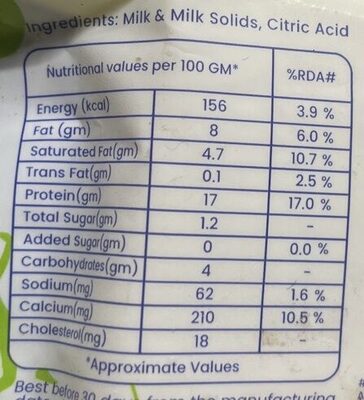 Ingredients: Milk & Milk Solids, Citric Acid
Nutritional values per 100 GM* %RDA#
Energy (kcal) 156 3.9 %
Fat (gm) 8 6.0 %
Saturated Fat(gm) 4.7 10.7 %
Trans Fat(gm) 0.1 2.5 %
Protein(gm) 17 17.0 %
Total Sugar(gm) 1.2 -
Added Sugar(gm) 0 0.0 %
Carbohydrates(gm) 4 -
Sodium(mg) 62 1.6 %
Calcium(mg) 210 10.5 %
Cholesterol(mg) 18 -
*Approximate Values
Best before 30 days from the manufacturing